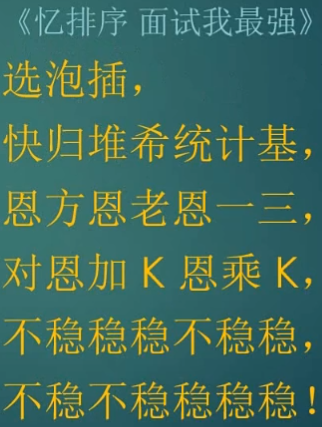 《忆排序 面试我最强》
选泡插，
快归堆希统计基，
恩方恩老恩一三，
对恩加 K 恩乘 K，
不稳稳稳不稳稳，
不稳不稳稳稳稳！